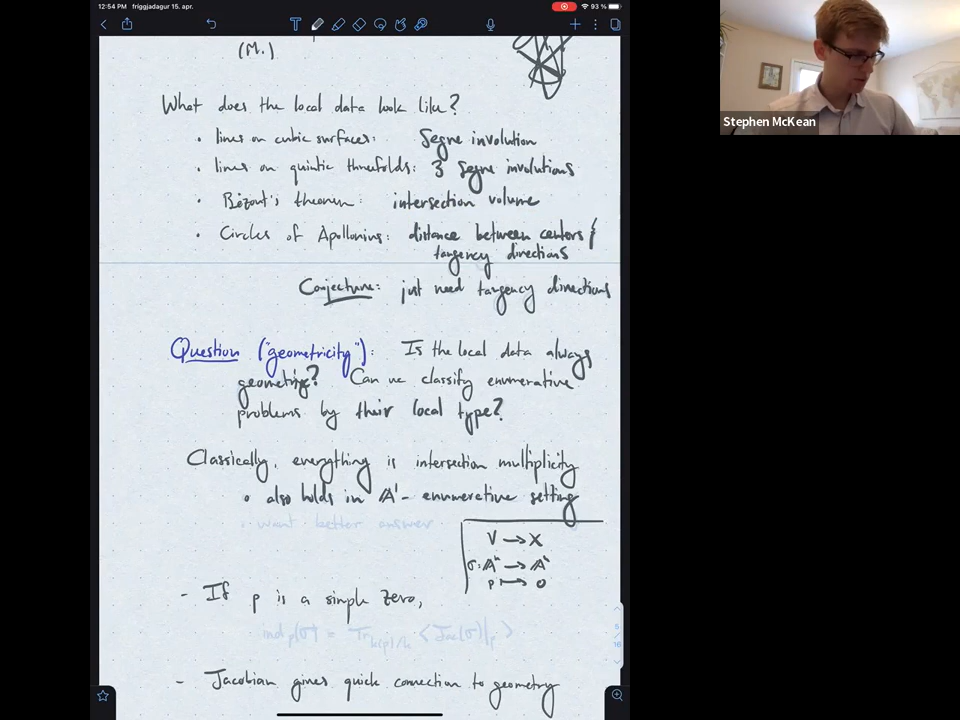 12:54 PM friggjadagur 15. apr.
93 %
(M.)
What does the local data look like?
• lines on cubic surfaces: Segre involution
• lines on quintic threefolds: 3 Segre involutions
• Bézout's theorem: intersection volume
• Circles of Apollonius: distance between centers &
tangency directions
Conjecture: just need tangency directions
Question ("geometricity"): Is the local data always
geometric? Can we classify enumerative
problems by their local type?
Classically, everything is intersection multiplicity
• also holds in 𝔸¹- enumerative setting
• want better answer
V → X
σ: 𝔸ⁿ → 𝔸ⁿ
p ↦ 0
- If p is a simple zero,
ind_p(σ) = Tr_{k(p)/k} ⟨Jac(σ)|_p⟩
- Jacobian gives quick connection to geometry
Stephen McKean